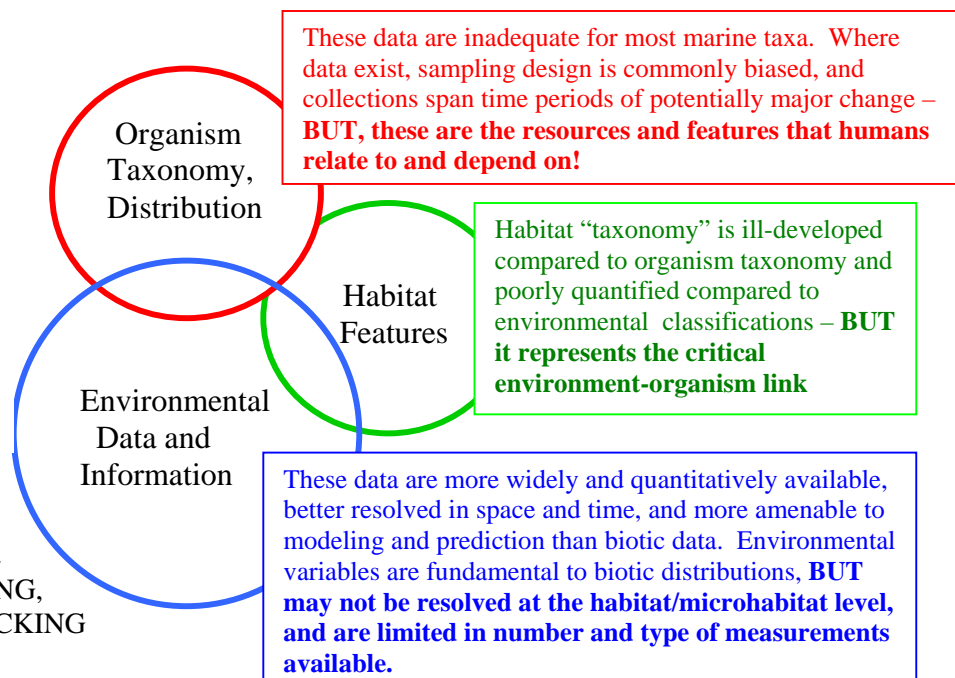 These data are inadequate for most marine taxa.  Where
data exist, sampling design is commonly biased, and
collections span time periods of potentially major change –
BUT, these are the resources and features that humans
relate to and depend on!
Organism
Taxonomy,
Distribution
Habitat “taxonomy” is ill-developed
compared to organism taxonomy and
poorly quantified compared to
environmental  classifications – BUT
it represents the critical
environment-organism link
Habitat
Features
Environmental
Data and
Information
These data are more widely and quantitatively available,
better resolved in space and time, and more amenable to
modeling and prediction than biotic data.  Environmental
variables are fundamental to biotic distributions, BUT
may not be resolved at the habitat/microhabitat level,
and are limited in number and type of measurements
available.
NG,
CKING